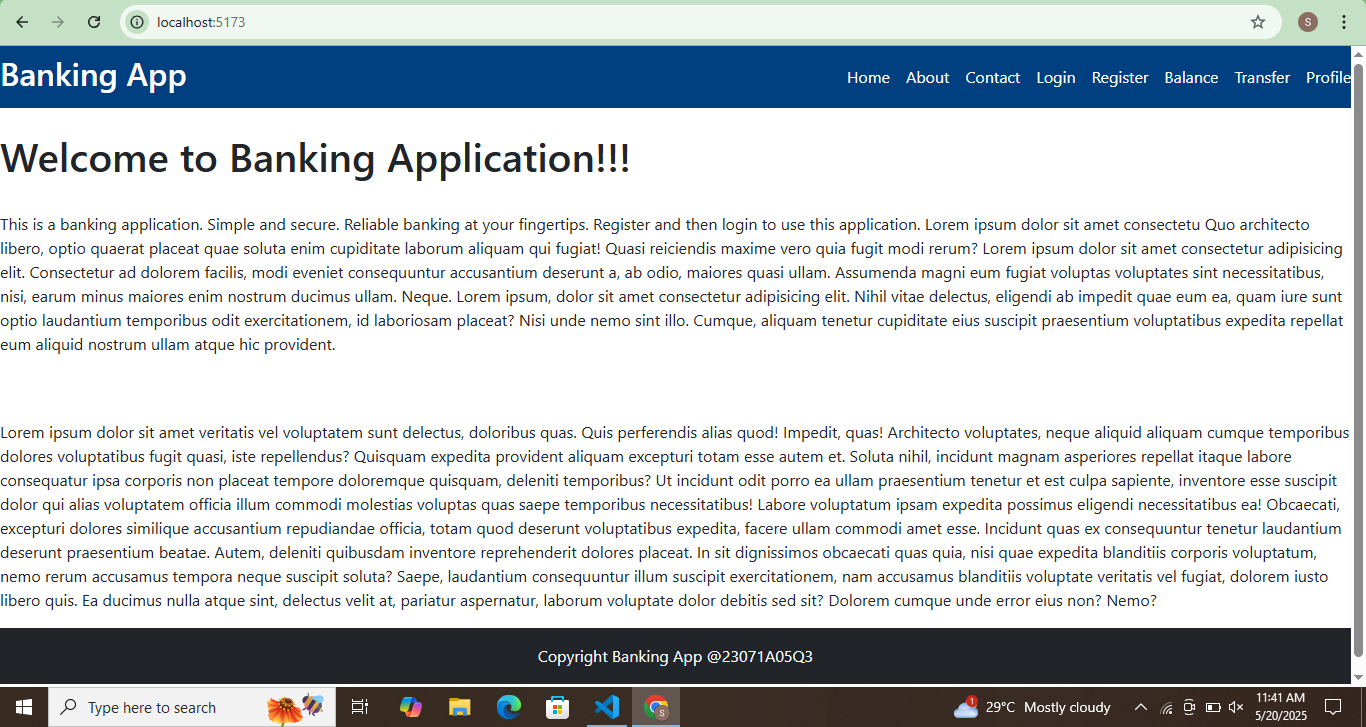 localhost:5173
S
Banking App
Home About Contact Login Register Balance Transfer Profile
Welcome to Banking Application!!!
This is a banking application. Simple and secure. Reliable banking at your fingertips. Register and then login to use this application. Lorem ipsum dolor sit amet consectetu Quo architecto
libero, optio quaerat placeat quae soluta enim cupiditate laborum aliquam qui fugiat! Quasi reiciendis maxime vero quia fugit modi rerum? Lorem ipsum dolor sit amet consectetur adipisicing
elit. Consectetur ad dolorem facilis, modi eveniet consequuntur accusantium deserunt a, ab odio, maiores quasi ullam. Assumenda magni eum fugiat voluptas voluptates sint necessitatibus,
nisi, earum minus maiores enim nostrum ducimus ullam. Neque. Lorem ipsum, dolor sit amet consectetur adipisicing elit. Nihil vitae delectus, eligendi ab impedit quae eum ea, quam iure sunt
optio laudantium temporibus odit exercitationem, id laboriosam placeat? Nisi unde nemo sint illo. Cumque, aliquam tenetur cupiditate eius suscipit praesentium voluptatibus expedita repellat
eum aliquid nostrum ullam atque hic provident.
Lorem ipsum dolor sit amet veritatis vel voluptatem sunt delectus, doloribus quas. Quis perferendis alias quod! Impedit, quas! Architecto voluptates, neque aliquid aliquam cumque temporibus
dolores voluptatibus fugit quasi, iste repellendus? Quisquam expedita provident aliquam excepturi totam esse autem et. Soluta nihil, incidunt magnam asperiores repellat itaque labore
consequatur ipsa corporis non placeat tempore doloremque quisquam, deleniti temporibus? Ut incidunt odit porro ea ullam praesentium tenetur et est culpa sapiente, inventore esse suscipit
dolor qui alias voluptatem officia illum commodi molestias voluptas quas saepe temporibus necessitatibus! Labore voluptatum ipsam expedita possimus eligendi necessitatibus ea! Obcaecati,
excepturi dolores similique accusantium repudiandae officia, totam quod deserunt voluptatibus expedita, facere ullam commodi amet esse. Incidunt quas ex consequuntur tenetur laudantium
deserunt praesentium beatae. Autem, deleniti quibusdam inventore reprehenderit dolores placeat. In sit dignissimos obcaecati quas quia, nisi quae expedita blanditiis corporis voluptatum,
nemo rerum accusamus tempora neque suscipit soluta? Saepe, laudantium consequuntur illum suscipit exercitationem, nam accusamus blanditiis voluptate veritatis vel fugiat, dolorem iusto
libero quis. Ea ducimus nulla atque sint, delectus velit at, pariatur aspernatur, laborum voluptate dolor debitis sed sit? Dolorem cumque unde error eius non? Nemo?
Copyright Banking App @23071A05Q3
Type here to search
S
1
29°C Mostly cloudy
11:41 AM
5/20/2025